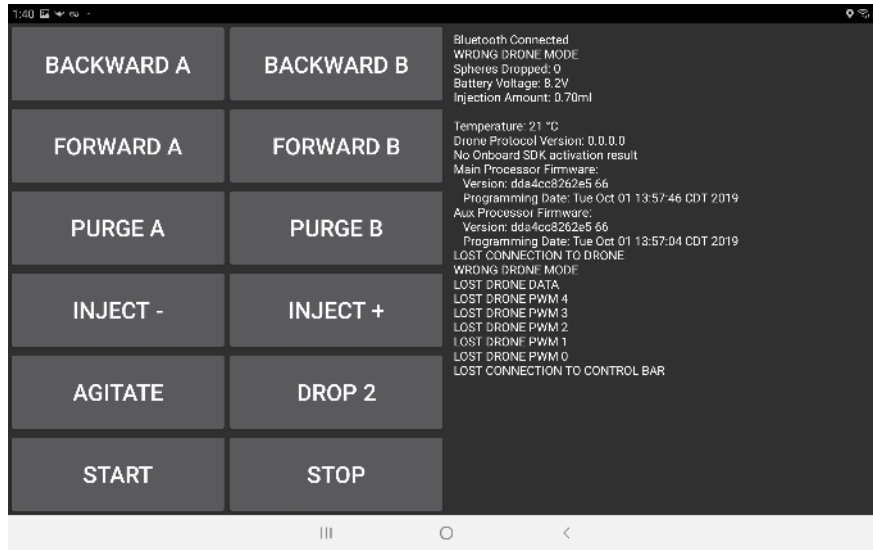 1:40
BACKWARD A
BACKWARD B
FORWARD A
FORWARD B
PURGE A
PURGE B
INJECT -
INJECT +
AGITATE
DROP 2
START
STOP
Bluetooth Connected
WRONG DRONE MODE
Spheres Dropped: 0
Battery Voltage: 8.2V
Injection Amount: 0.70ml
Temperature: 21 °C
Drone Protocol Version: 0.0.0.0
No Onboard SDK activation result
Main Processor Firmware:
Version: dda4cc8262e5 66
Programming Date: Tue Oct 01 13:57:46 CDT 2019
Aux Processor Firmware:
Version: dda4cc8262e5 66
Programming Date: Tue Oct 01 13:57:04 CDT 2019
LOST CONNECTION TO DRONE
WRONG DRONE MODE
LOST DRONE DATA
LOST DRONE PWM 4
LOST DRONE PWM 3
LOST DRONE PWM 2
LOST DRONE PWM 1
LOST DRONE PWM 0
LOST CONNECTION TO CONTROL BAR